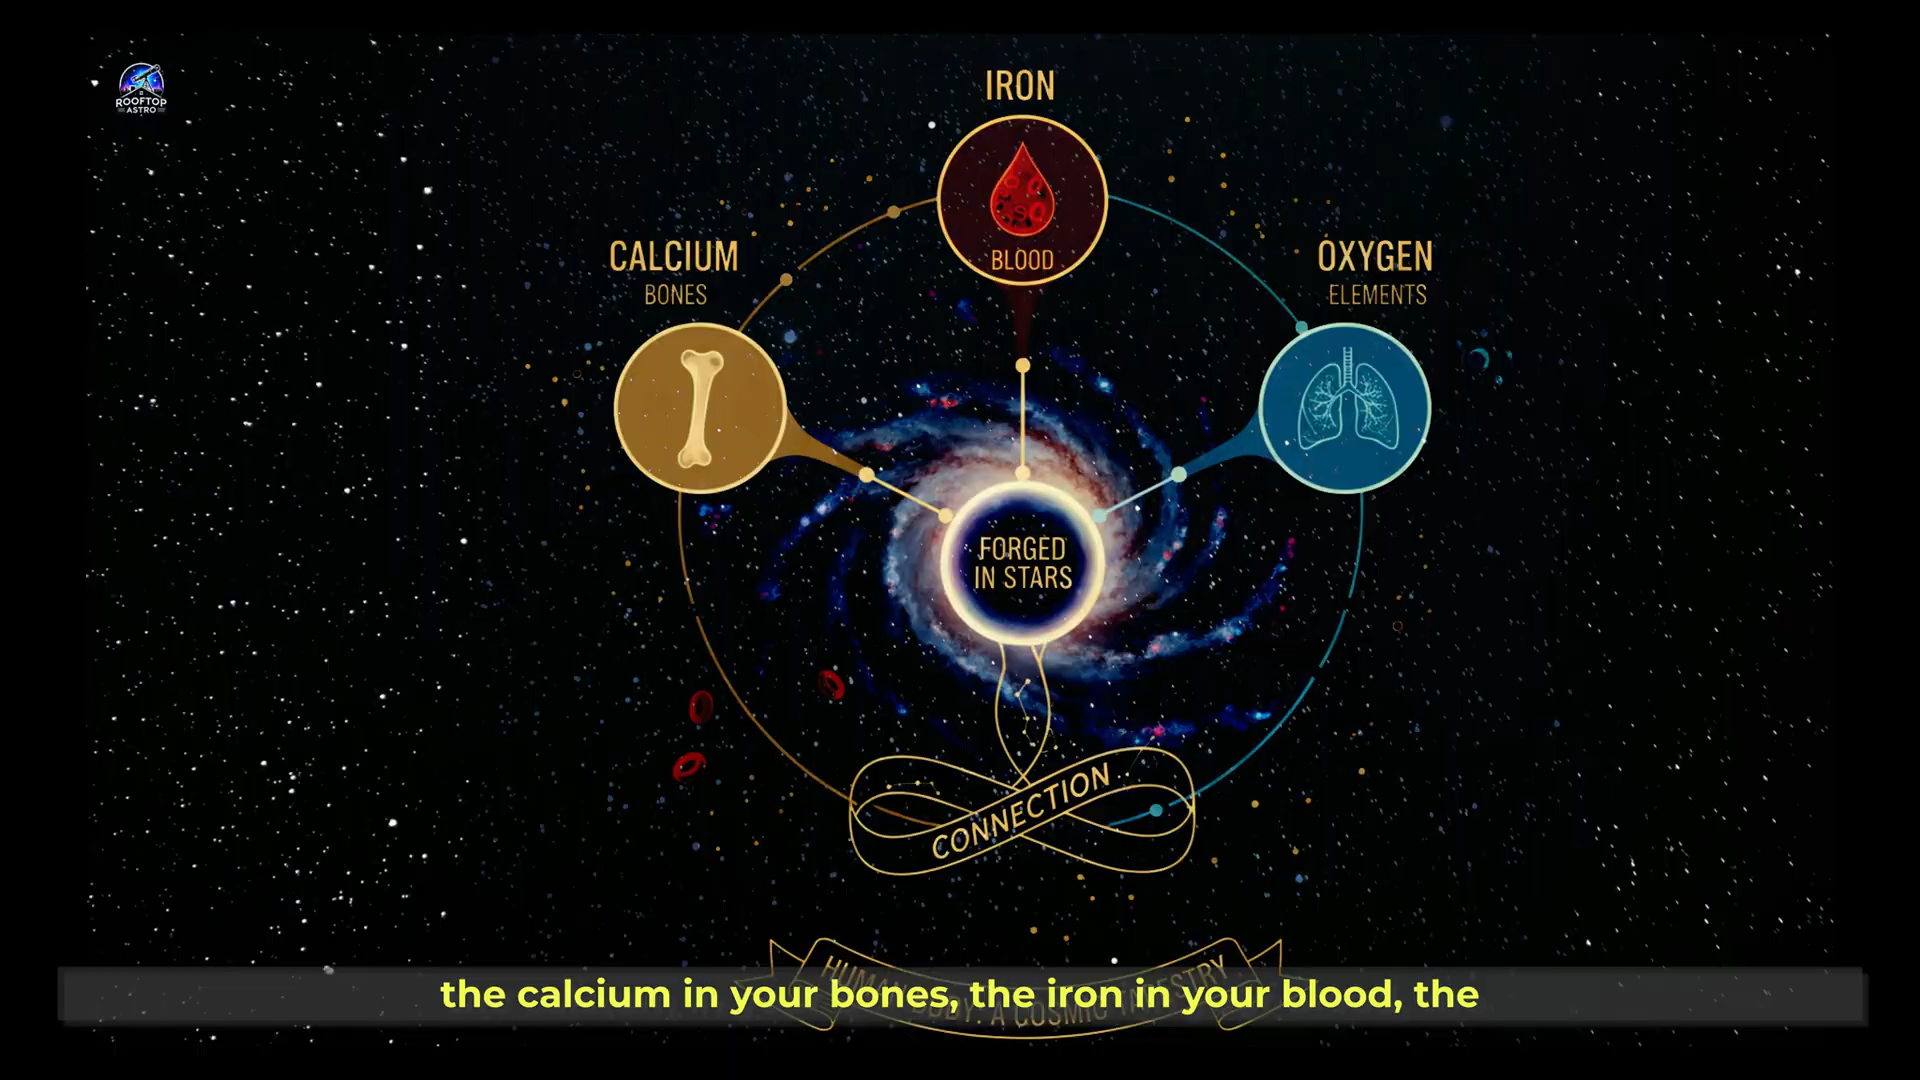 ROOFTOP
ASTRO
IRON
BLOOD
CALCIUM
BONES
OXYGEN
ELEMENTS
FORGED
IN STARS
CONNECTION
the calcium in your bones, the iron in your blood, the